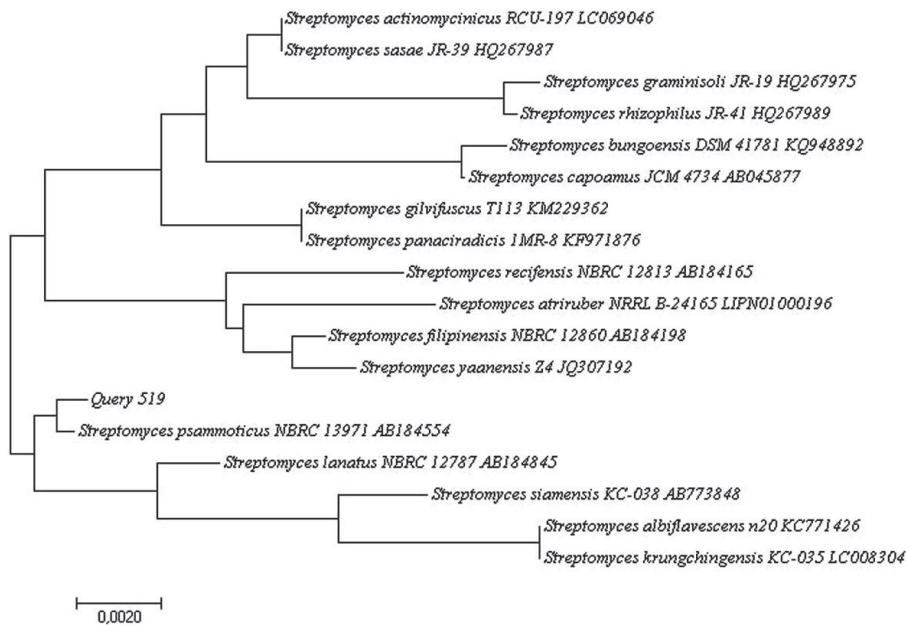 Streptomyces actinomycinicus RCU-197 LC069046
Streptomyces sasae JR-39 HQ267987
Streptomyces graminisoli JR-19 HQ267975
Streptomyces rhizophilus JR-41 HQ267989
Streptomyces bungoensis DSM 41781 KQ948892
Streptomyces capoamus JCM 4734 AB045877
Streptomyces gilvifuscus T113 KM229362
Streptomyces panaciradicis 1MR-8 KF971876
Streptomyces recifensis NBRC 12813 AB184165
Streptomyces atriruber NRRL B-24165 LIPN01000196
Streptomyces filipinensis NBRC 12860 AB184198
Streptomyces yaanensis Z4 JQ307192
Query 519
Streptomyces psammoticus NBRC 13971 AB184554
Streptomyces lanatus NBRC 12787 AB184845
Streptomyces siamensis KC-038 AB773848
Streptomyces albiflavescens n20 KC771426
Streptomyces krungchingensis KC-035 LC008304
0,0020